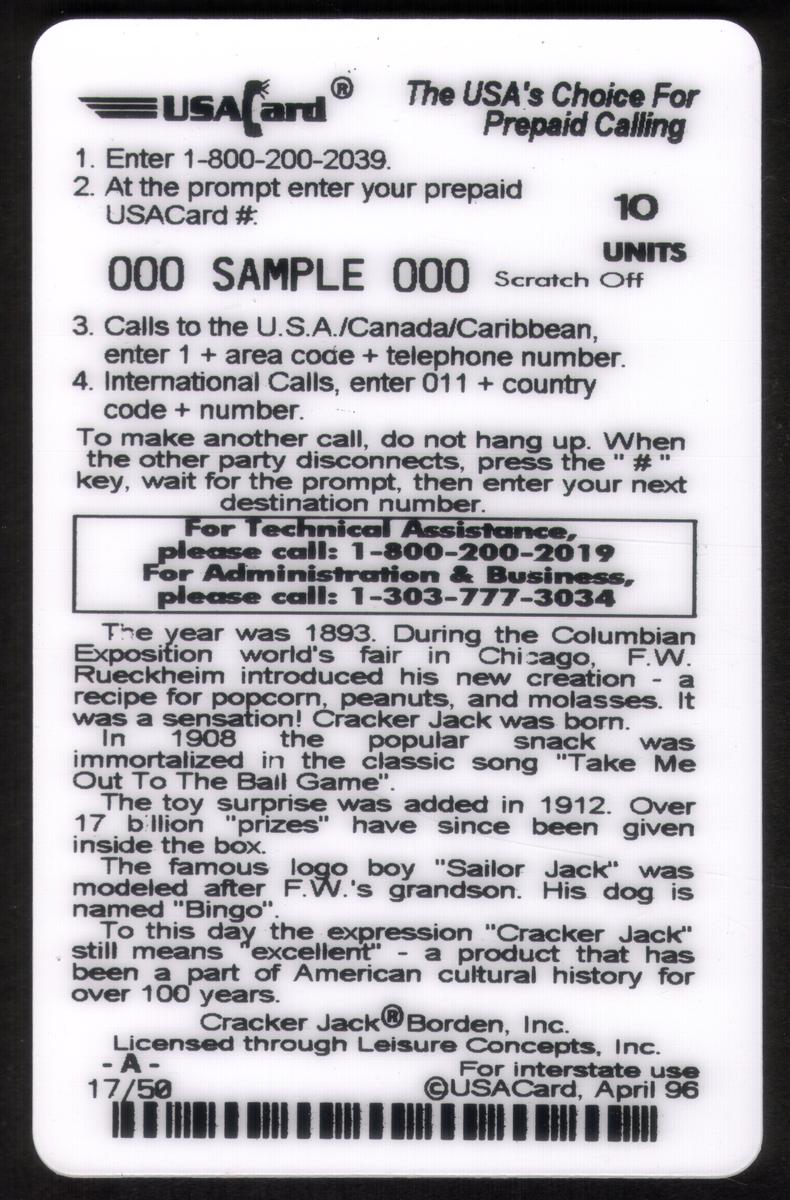 USACard®
The USA's Choice For
Prepaid Calling
1. Enter 1-800-200-2039.
2. At the prompt enter your prepaid
USACard #:
10
UNITS
000 SAMPLE 000 Scratch Off
3. Calls to the U.S.A./Canada/Caribbean,
enter 1 + area code + telephone number.
4. International Calls, enter 011 + country
code + number.
To make another call, do not hang up. When
the other party disconnects, press the " # "
key, wait for the prompt, then enter your next
destination number.
For Technical Assistance,
please call: 1-800-200-2019
For Administration & Business,
please call: 1-303-777-3034
The year was 1893. During the Columbian
Exposition world's fair in Chicago, F.W.
Rueckheim introduced his new creation - a
recipe for popcorn, peanuts, and molasses. It
was a sensation! Cracker Jack was born.
In 1908 the popular snack was
immortalized in the classic song "Take Me
Out To The Ball Game".
The toy surprise was added in 1912. Over
17 billion "prizes" have since been given
inside the box.
The famous logo boy "Sailor Jack" was
modeled after F.W.'s grandson. His dog is
named "Bingo".
To this day the expression "Cracker Jack"
still means "excellent" - a product that has
been a part of American cultural history for
over 100 years.
Cracker Jack® Borden, Inc.
Licensed through Leisure Concepts, Inc.
- A -
For interstate use
17/50
©USACard, April 96